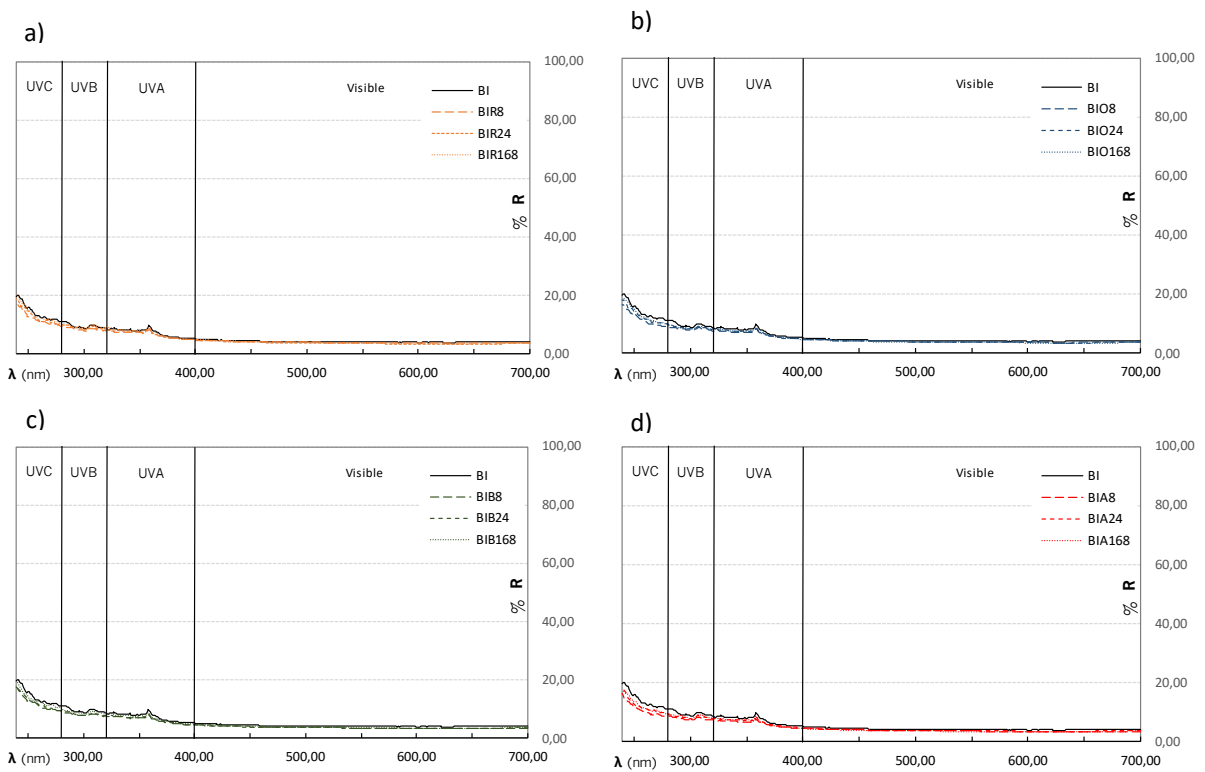 a)
UVC
UVB
UVA
Visible
BI
BIR8
BIR24
BIR168
100,00
80,00
60,00
40,00
20,00
0,00
% R
λ (nm)
300,00
400,00
500,00
600,00
700,00
b)
UVC
UVB
UVA
Visible
BI
BIO8
BIO24
BIO168
100,00
80,00
60,00
40,00
20,00
0,00
% R
λ (nm)
300,00
400,00
500,00
600,00
700,00
c)
UVC
UVB
UVA
Visible
BI
BIB8
BIB24
BIB168
100,00
80,00
60,00
40,00
20,00
0,00
% R
λ (nm)
300,00
400,00
500,00
600,00
700,00
d)
UVC
UVB
UVA
Visible
BI
BIA8
BIA24
BIA168
100,00
80,00
60,00
40,00
20,00
0,00
% R
λ (nm)
300,00
400,00
500,00
600,00
700,00